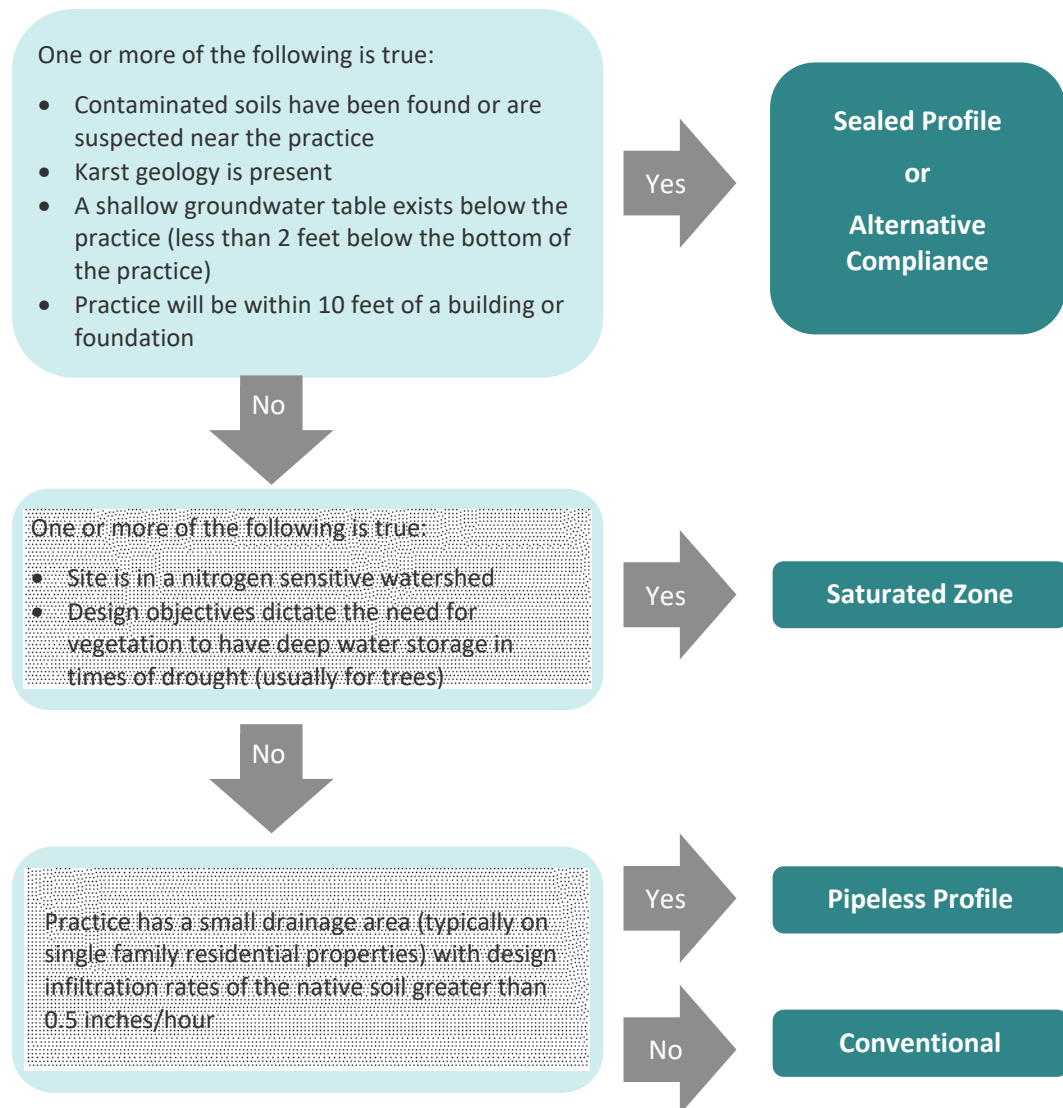 One or more of the following is true:
• Contaminated soils have been found or are
suspected near the practice
• Karst geology is present
• A shallow groundwater table exists below the
practice (less than 2 feet below the bottom of
the practice)
• Practice will be within 10 feet of a building or
foundation
Yes
Sealed Profile
or
Alternative
Compliance
No
One or more of the following is true:
• Site is in a nitrogen sensitive watershed
• Design objectives dictate the need for
vegetation to have deep water storage in
times of drought (usually for trees)
Yes
Saturated Zone
No
Practice has a small drainage area (typically on
single family residential properties) with design
infiltration rates of the native soil greater than
0.5 inches/hour
Yes
Pipeless Profile
No
Conventional